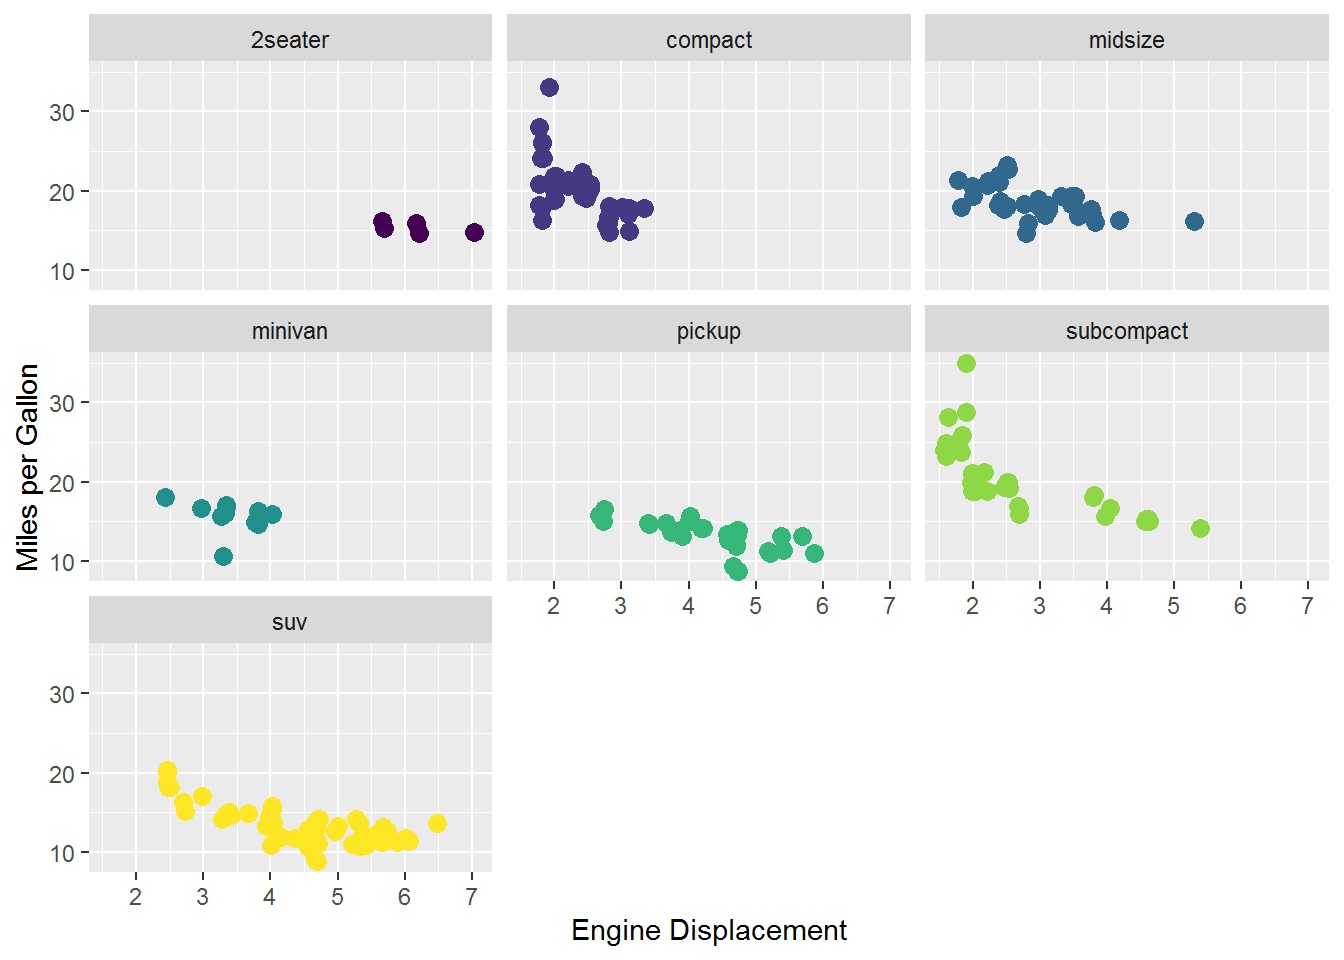 2seater
compact
midsize
30
20
10
minivan
pickup
subcompact
Miles per Gallon
30
20
10
2 3 4 5 6 7
2 3 4 5 6 7
suv
30
20
10
2 3 4 5 6 7
Engine Displacement